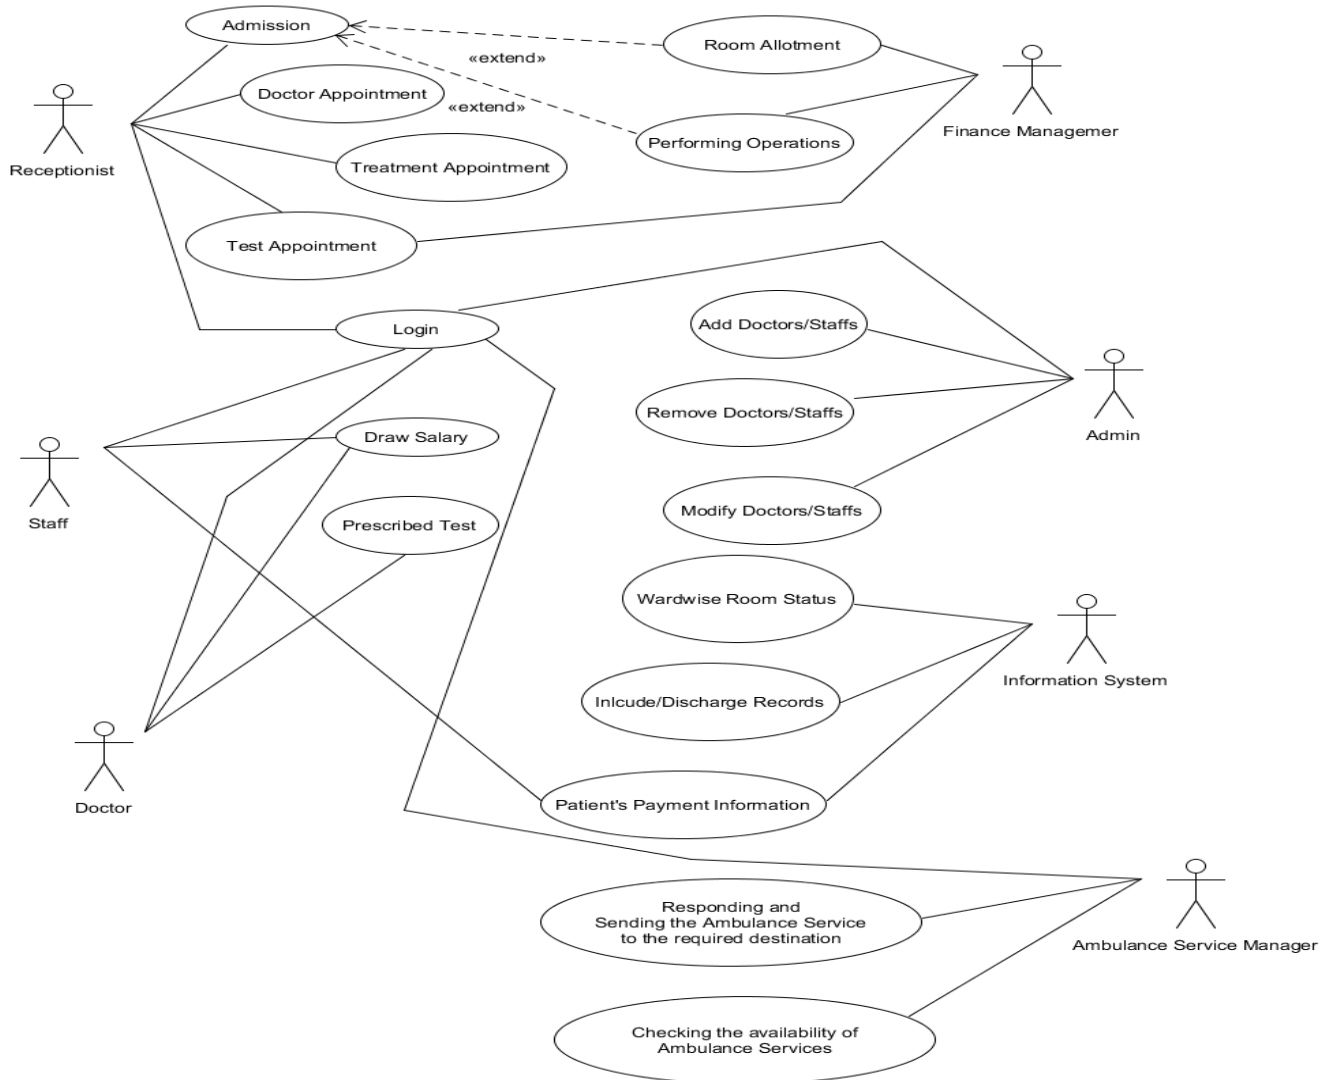 Admission
Room Allotment
«extend»
Doctor Appointment
«extend»
Finance Managemer
Performing Operations
Receptionist
Treatment Appointment
Test Appointment
Login
Add Doctors/Staffs
Remove Doctors/Staffs
Admin
Draw Salary
Modify Doctors/Staffs
Staff
Prescribed Test
Wardwise Room Status
Information System
Inlcude/Discharge Records
Doctor
Patient's Payment Information
Responding and
Sending the Ambulance Service
to the required destination
Ambulance Service Manager
Checking the availability of
Ambulance Services